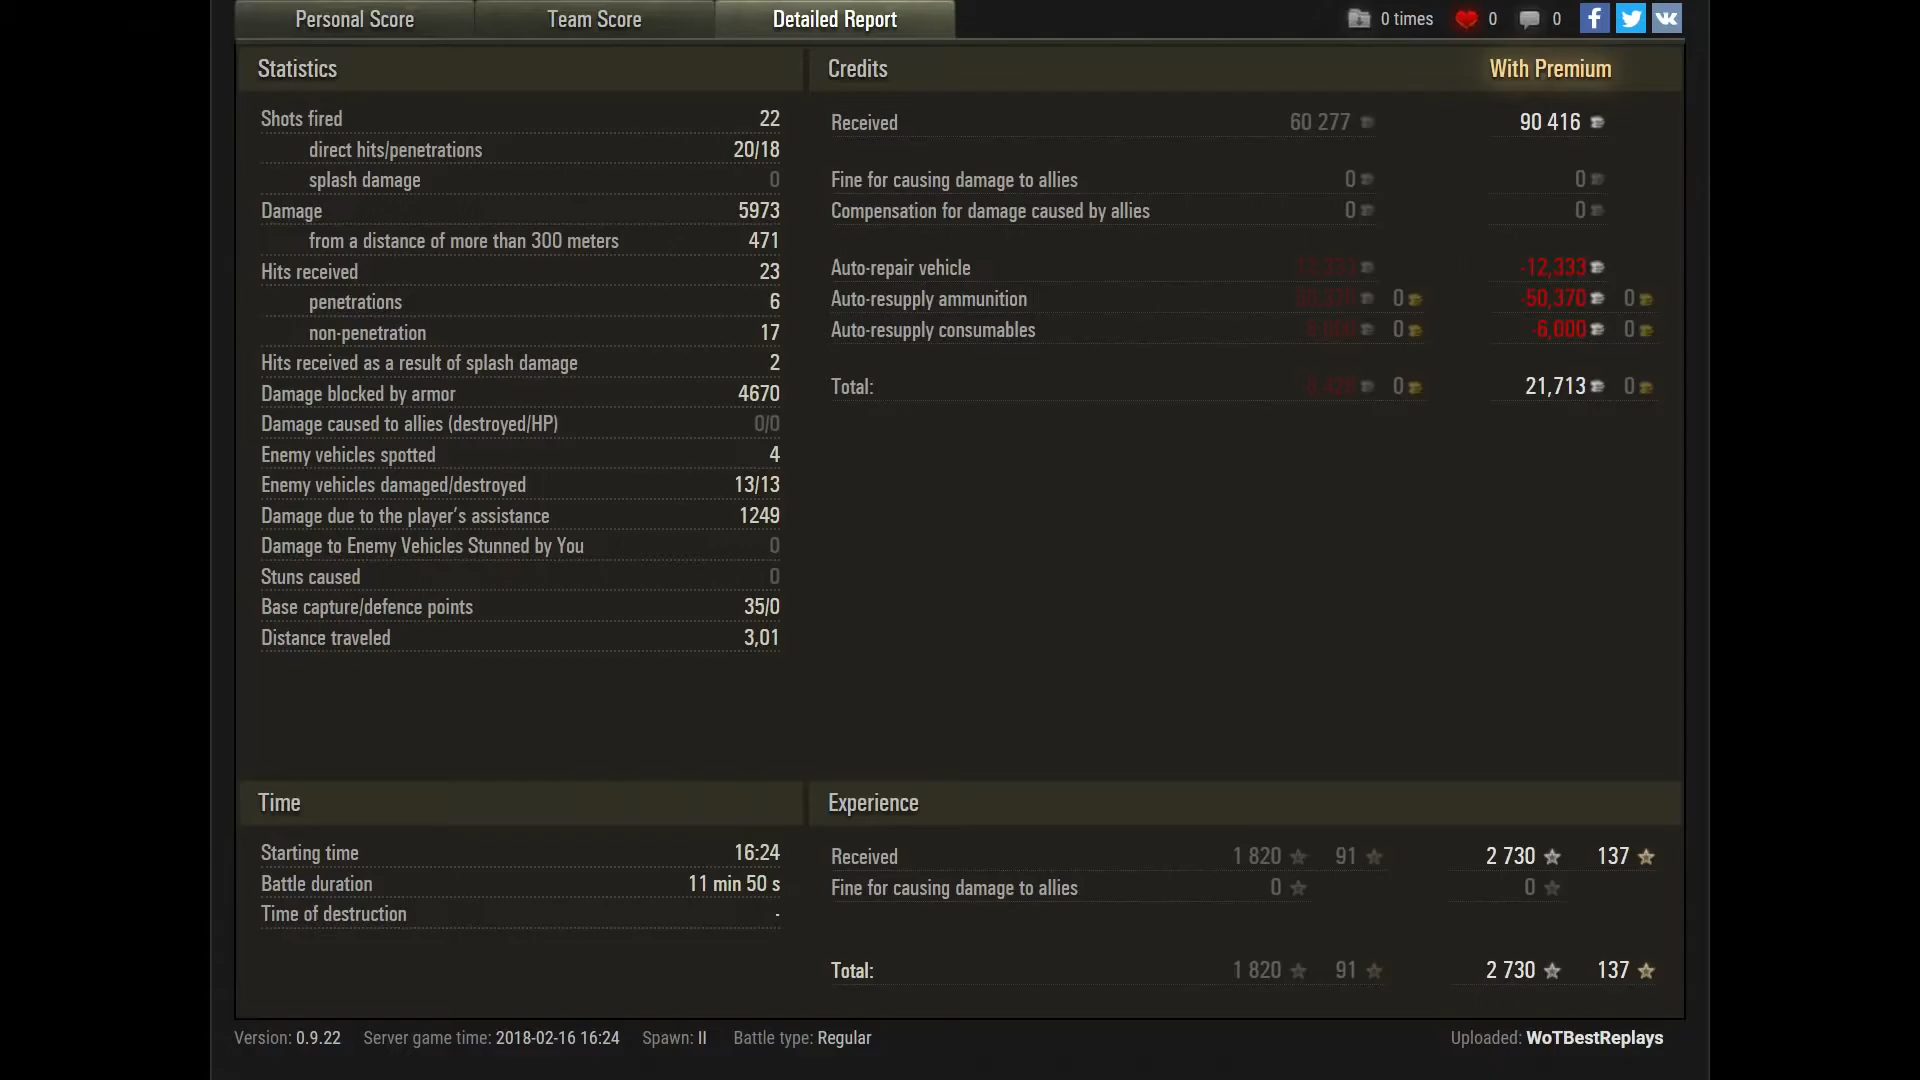 Personal Score Team Score Detailed Report 0 times 0 0
Statistics
Shots fired 22
direct hits/penetrations 20/18
splash damage 0
Damage 5973
from a distance of more than 300 meters 471
Hits received 23
penetrations 6
non-penetration 17
Hits received as a result of splash damage 2
Damage blocked by armor 4670
Damage caused to allies (destroyed/HP) 0/0
Enemy vehicles spotted 4
Enemy vehicles damaged/destroyed 13/13
Damage due to the player's assistance 1249
Damage to Enemy Vehicles Stunned by You 0
Stuns caused 0
Base capture/defence points 35/0
Distance traveled 3,01
Credits With Premium
Received 60 277 90 416
Fine for causing damage to allies 0 0
Compensation for damage caused by allies 0 0
Auto-repair vehicle -12,333
Auto-resupply ammunition 0 -50,370 0
Auto-resupply consumables 0 -6,000 0
Total: 0 21,713 0
Time
Starting time 16:24
Battle duration 11 min 50 s
Time of destruction -
Experience
Received 1 820 91 2 730 137
Fine for causing damage to allies 0 0
Total: 1 820 91 2 730 137
Version: 0.9.22 Server game time: 2018-02-16 16:24 Spawn: II Battle type: Regular Uploaded: WoTBestReplays